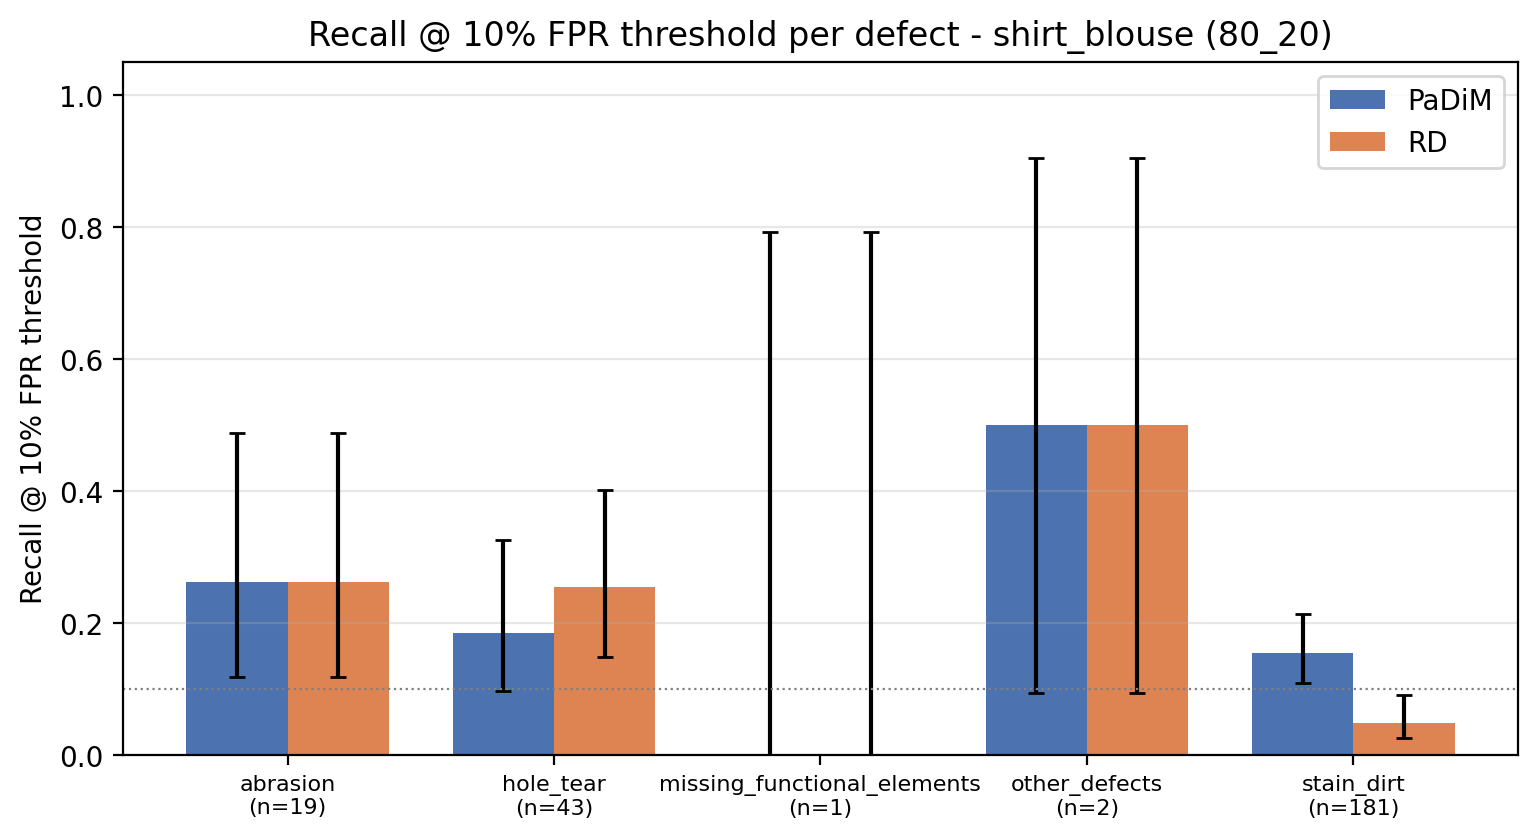 Recall @ 10% FPR threshold per defect - shirt_blouse (80_20)
PaDiM
RD
Recall @ 10% FPR threshold
1.0
0.8
0.6
0.4
0.2
0.0
abrasion
(n=19)
hole_tear
(n=43)
missing_functional_elements
(n=1)
other_defects
(n=2)
stain_dirt
(n=181)